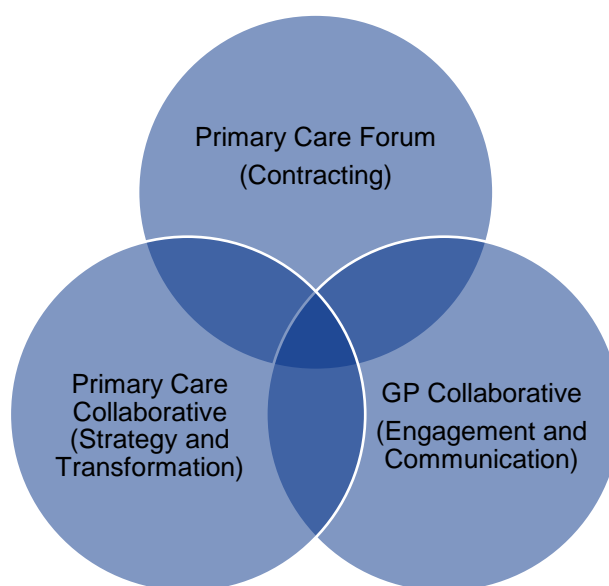 Primary Care Forum
(Contracting)
Primary Care
Collaborative
(Strategy and
Transformation)
GP Collaborative
(Engagement and
Communication)